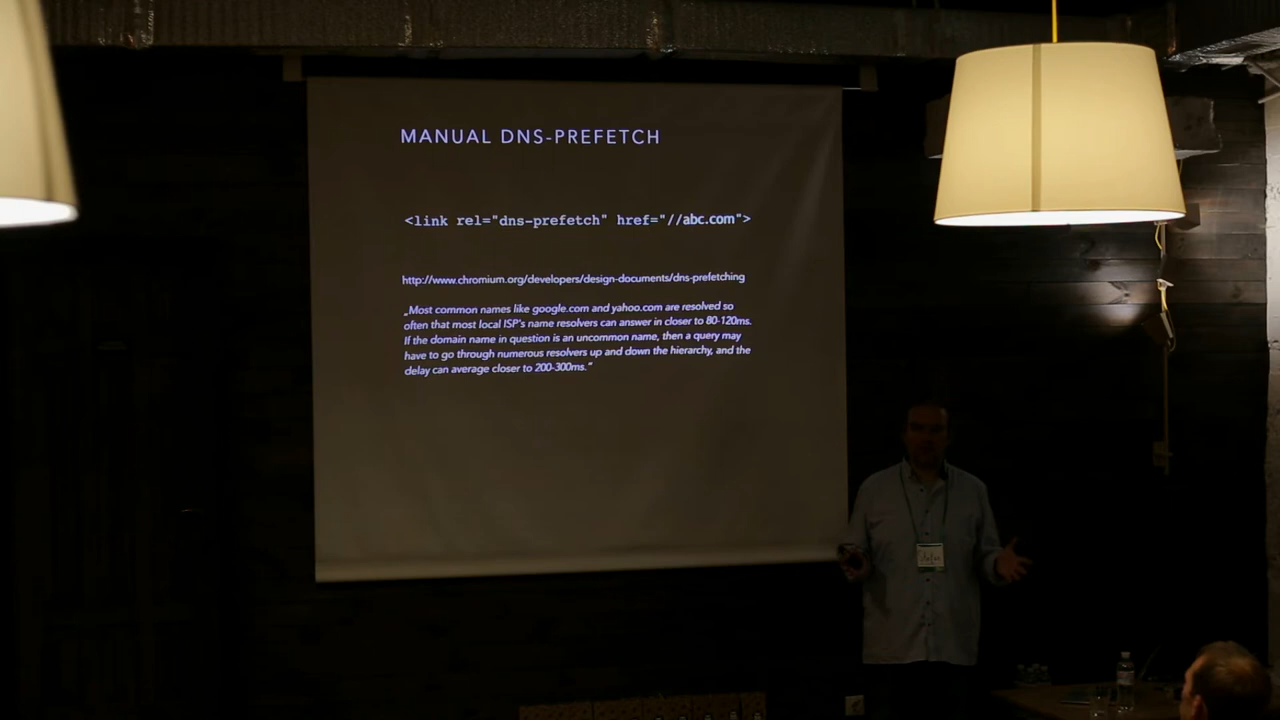 MANUAL DNS-PREFETCH
<link rel="dns-prefetch" href="//abc.com">
http://www.chromium.org/developers/design-documents/dns-prefetching
„Most common names like google.com and yahoo.com are resolved so
often that most local ISP's name resolvers can answer in closer to 80-120ms.
If the domain name in question is an uncommon name, then a query may
have to go through numerous resolvers up and down the hierarchy, and the
delay can average closer to 200-300ms.”